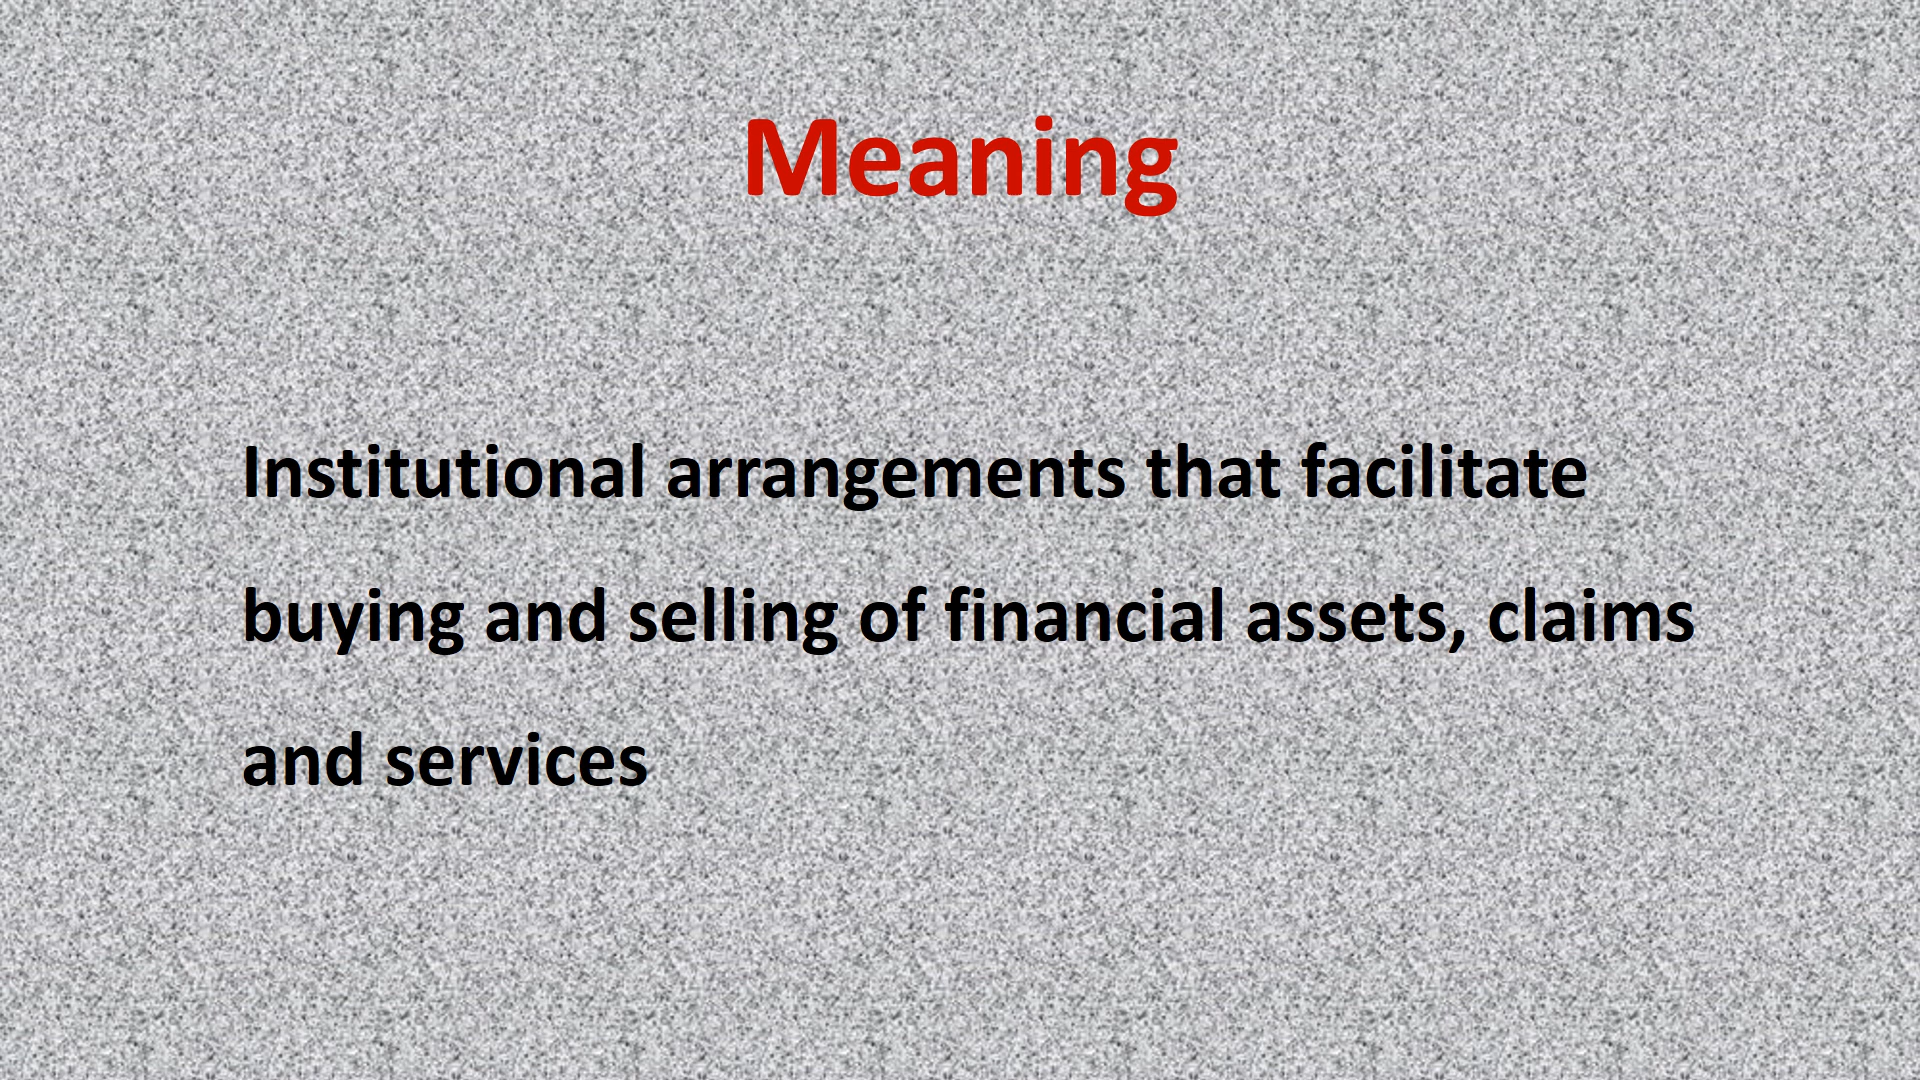 Meaning
Institutional arrangements that facilitate
buying and selling of financial assets, claims
and services